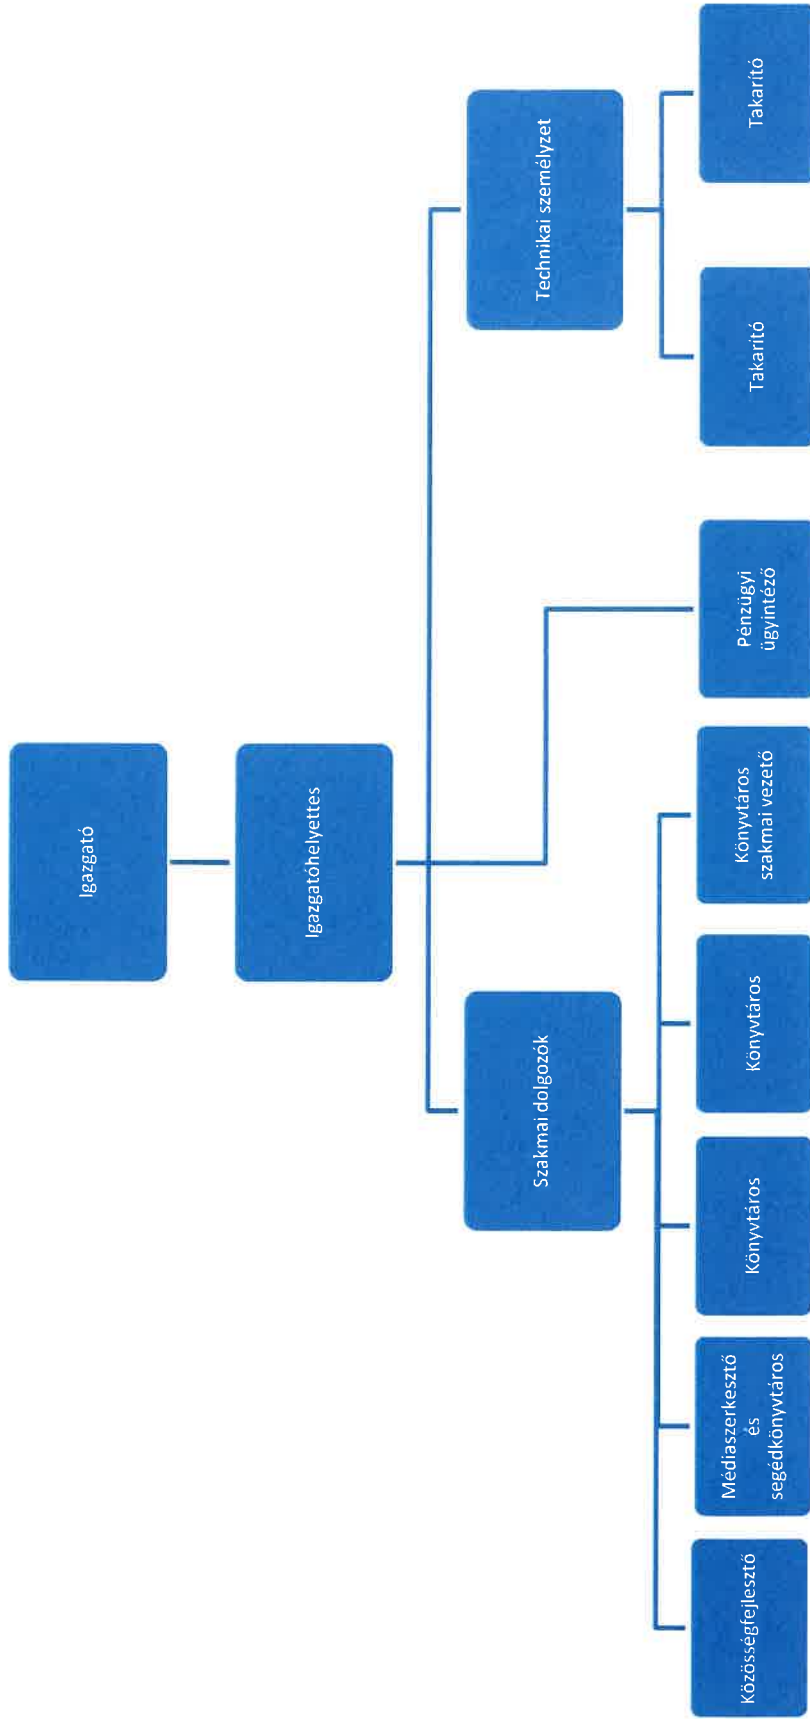 Igazgató
Igazgatóhelyettes
Szakmai dolgozók
Technikai személyzet
Közösségfejlesztő
Médiaszerkesztő
és
segédkönyvtáros
Könyvtáros
Könyvtáros
Könyvtáros
szakmai vezető
Pénzügyi
ügyintéző
Takarító
Takarító